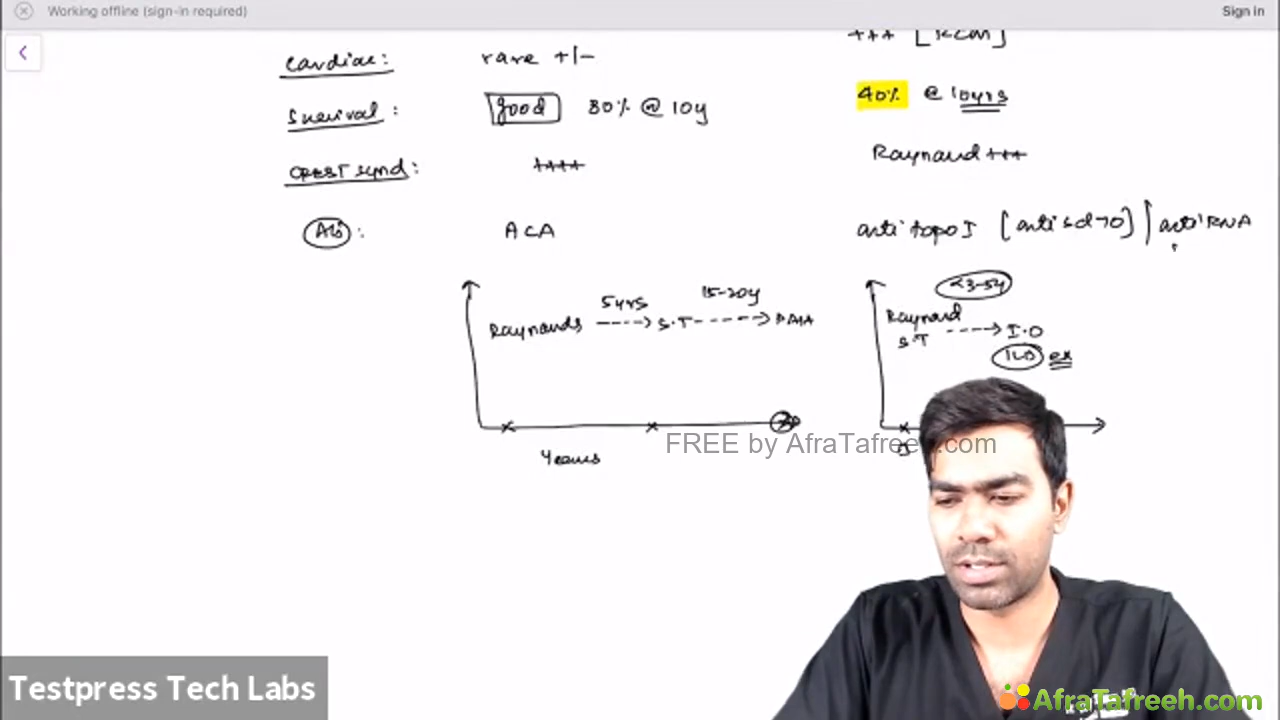 Working offline (sign-in required) Sign in
+++ [RCM]
Cardiac: rare +/-
Survival: good 80% @ 10y 40% @ 10yrs
CREST synd: ++++ Raynaud +++
Ab: ACA anti topo I [anti scl 70] | anti RNA
5yrs 15-20y <3-5y
Raynauds S.T PAH Raynaud
S.T I.O
ILD ex
FREE by AfraTafreeh.com
Years
Testpress Tech Labs
AfraTafreeh.com